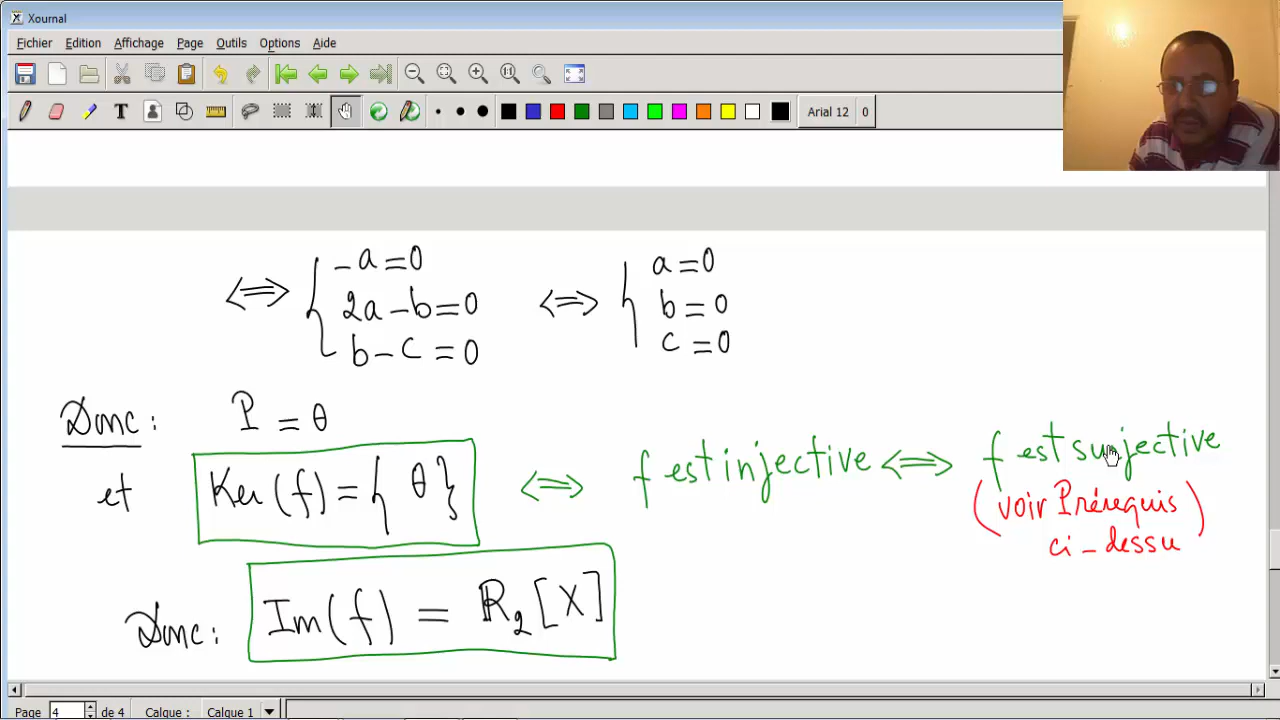 Xournal
Fichier Edition Affichage Page Outils Options Aide
Arial 12 0
⟺ { -a = 0 ⟺ { a = 0
2a - b = 0 b = 0
b - c = 0 c = 0
Donc : P = θ
et Ker(f) = { θ } ⟺ f est injective ⟺ f est surjective
(voir Prérequis
ci-dessu)
Donc : Im(f) = ℝ₂[X]
Page 4 de 4 Calque : Calque 1